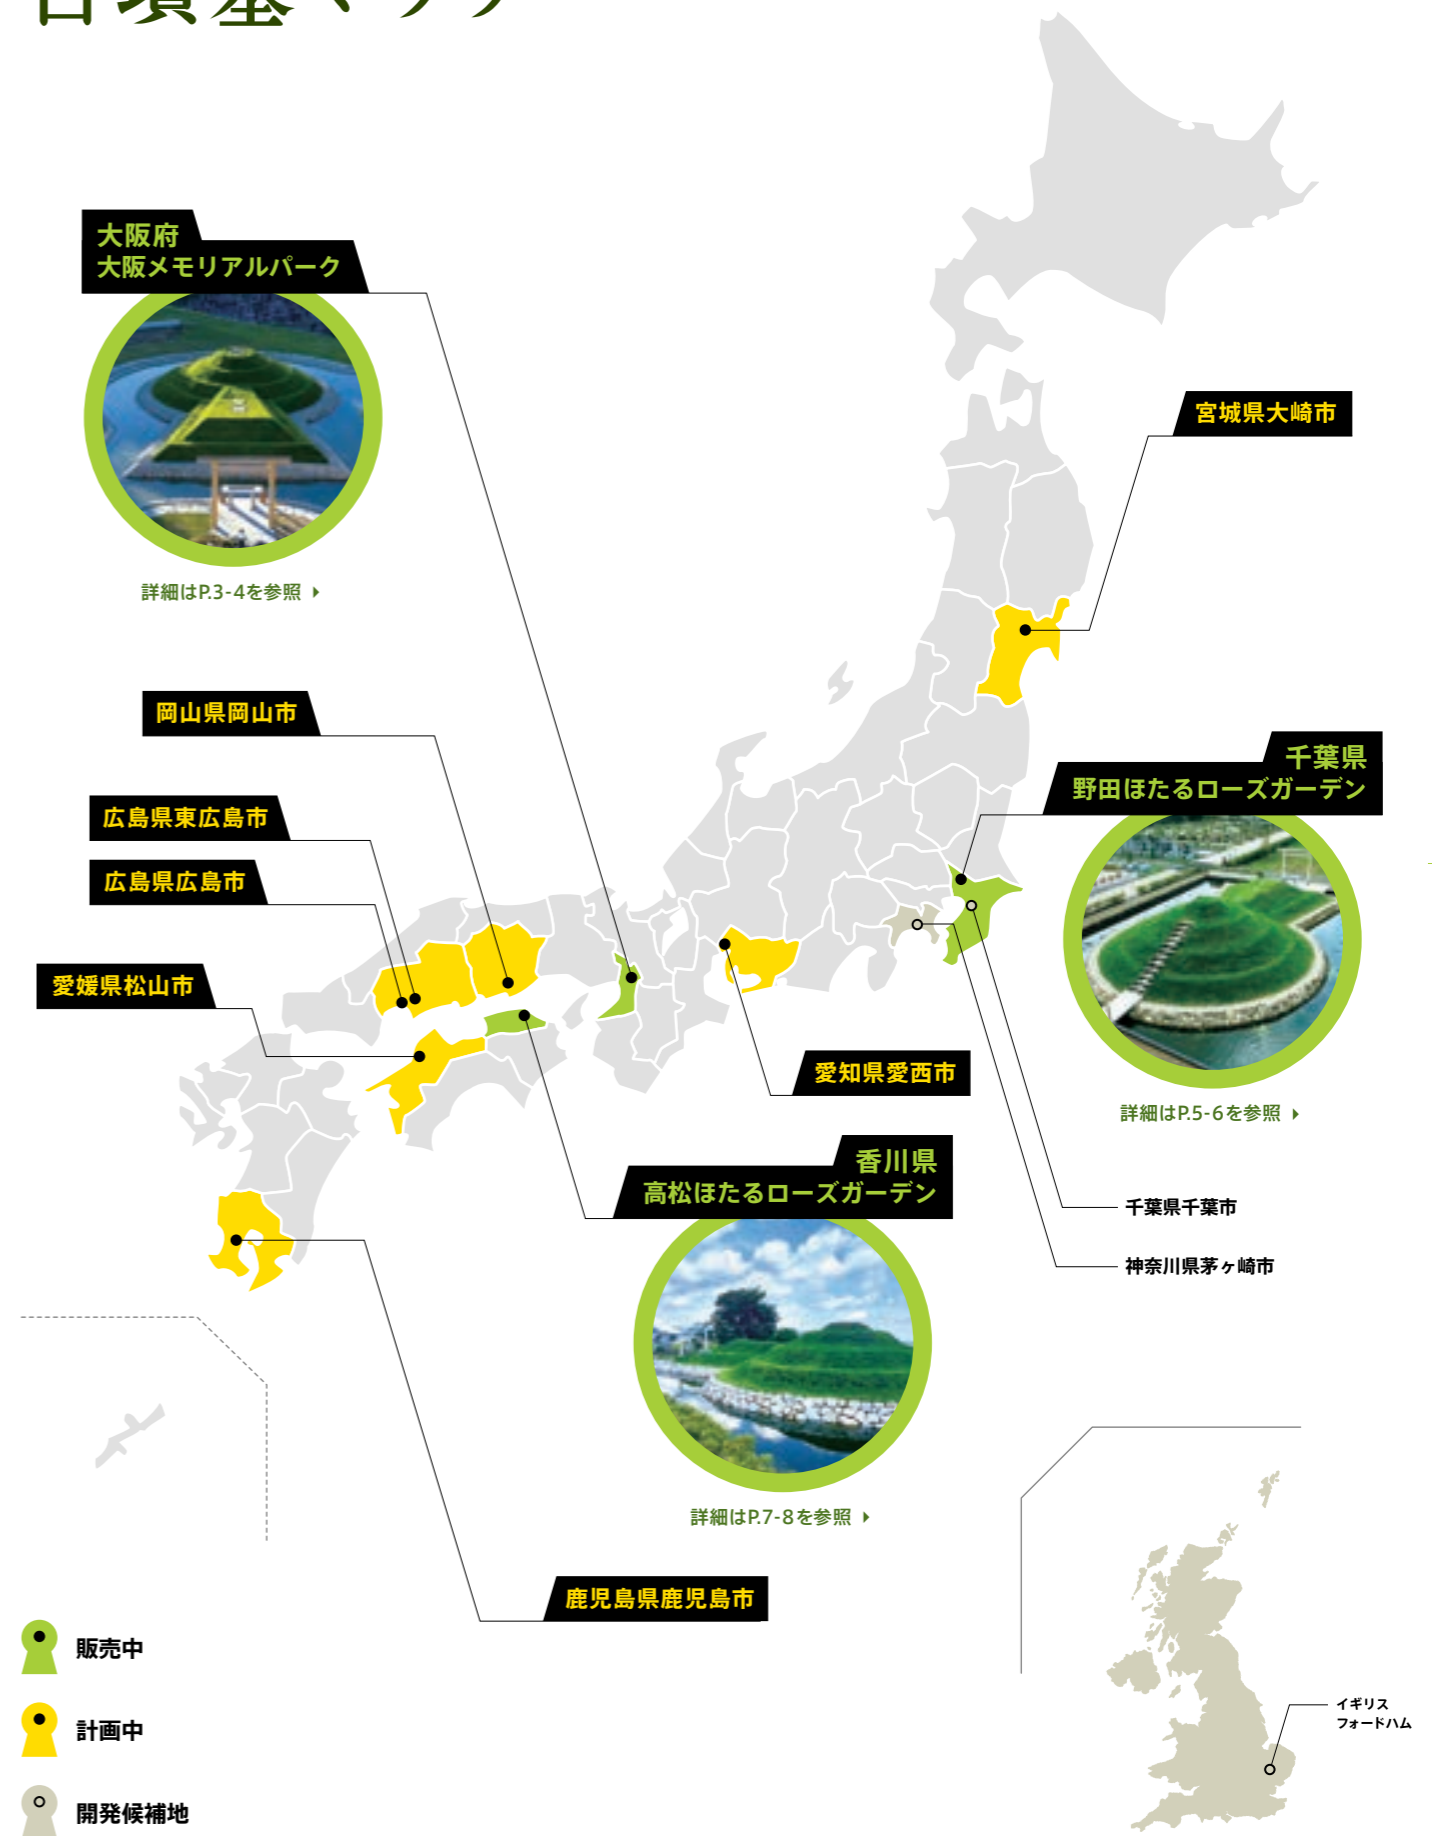 古墳墓マップ
大阪府
大阪メモリアルパーク
詳細はP.3-4を参照
宮城県大崎市
岡山県岡山市
広島県東広島市
広島県広島市
愛媛県松山市
千葉県
野田ほたるローズガーデン
詳細はP.5-6を参照
愛知県愛西市
香川県
高松ほたるローズガーデン
詳細はP.7-8を参照
千葉県千葉市
神奈川県茅ヶ崎市
鹿児島県鹿児島市
販売中
計画中
開発候補地
イギリス
フォードハム